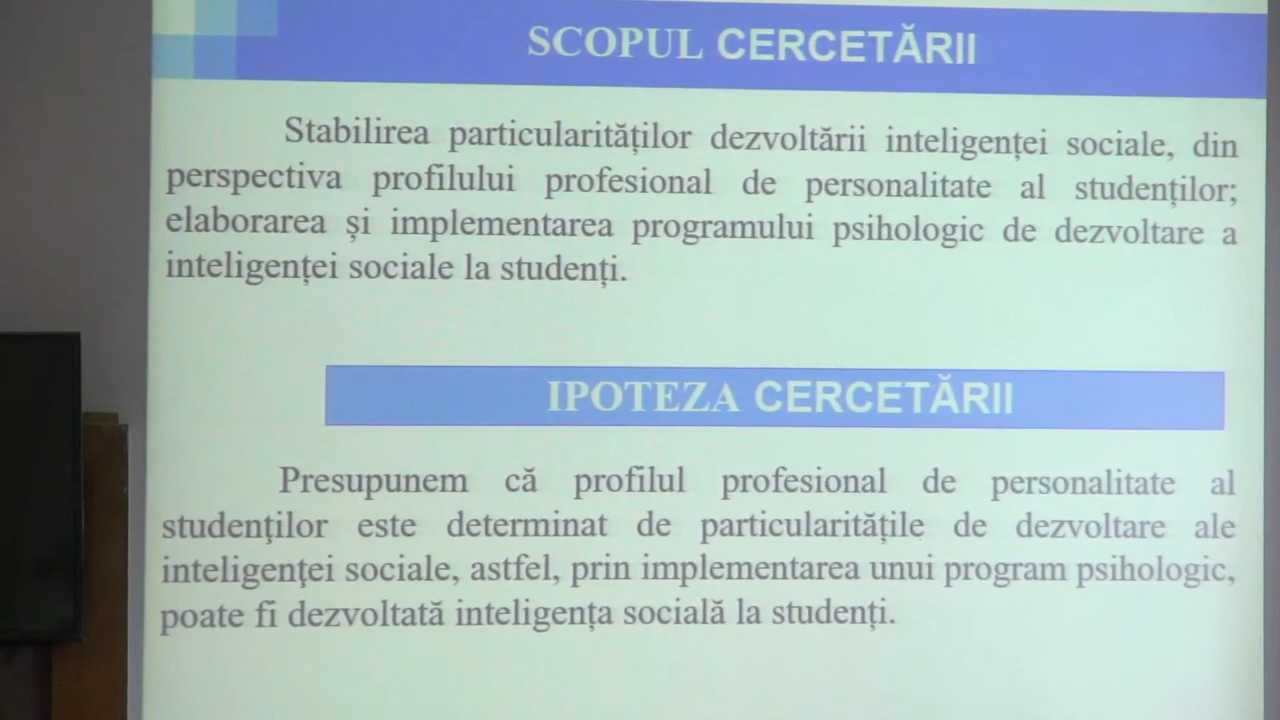 SCOPUL CERCETĂRII
Stabilirea particularităților dezvoltării inteligenței sociale, din
perspectiva profilului profesional de personalitate al studenților;
elaborarea și implementarea programului psihologic de dezvoltare a
inteligenței sociale la studenți.
IPOTEZA CERCETĂRII
Presupunem că profilul profesional de personalitate al
studenţilor este determinat de particularitățile de dezvoltare ale
inteligenţei sociale, astfel, prin implementarea unui program psihologic,
poate fi dezvoltată inteligența socială la studenți.